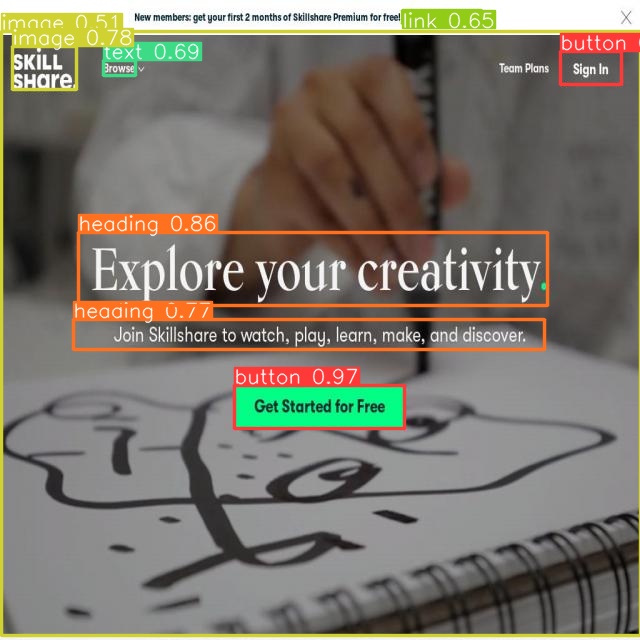 image 0.51
New members: get your first 2 months of Skillshare Premium for free!
link 0.65
X
image 0.78
SKILL
SHARE.
text 0.69
Browse
Team Plans
button
Sign In
heading 0.86
Explore your creativity.
heading 0.77
Join Skillshare to watch, play, learn, make, and discover.
button 0.97
Get Started for Free